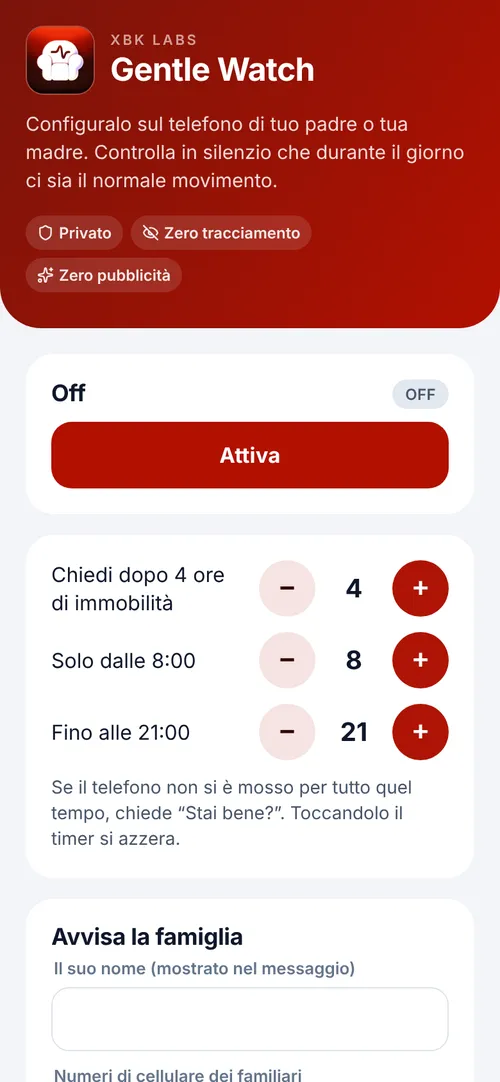 XBK LABS
Gentle Watch
Configuralo sul telefono di tuo padre o tua
madre. Controlla in silenzio che durante il giorno
ci sia il normale movimento.
Privato
Zero tracciamento
Zero pubblicità
Off
OFF
Attiva
Chiedi dopo 4 ore
di immobilità
− 4 +
Solo dalle 8:00
− 8 +
Fino alle 21:00
− 21 +
Se il telefono non si è mosso per tutto quel
tempo, chiede “Stai bene?”. Toccandolo il
timer si azzera.
Avvisa la famiglia
Il suo nome (mostrato nel messaggio)
Numeri di cellulare dei familiari